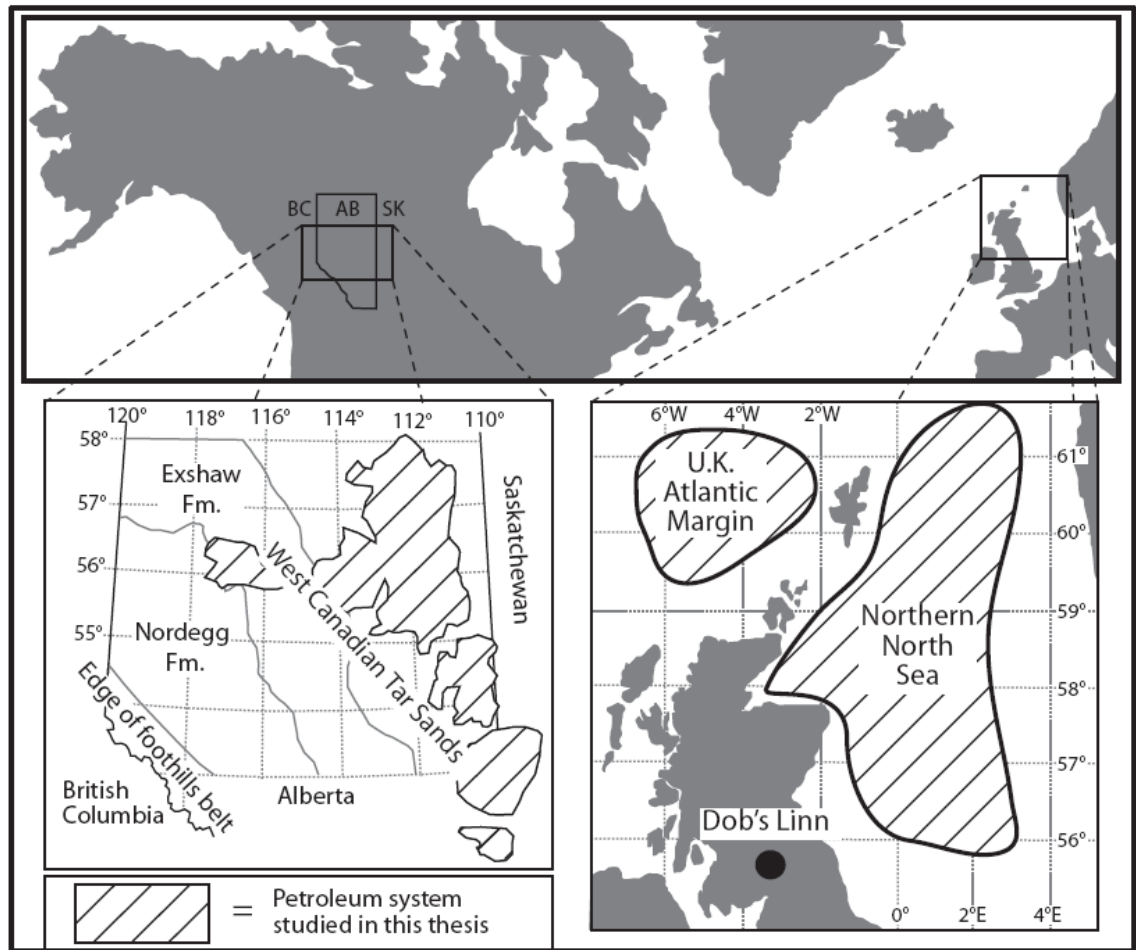 BC AB SK
120° 118° 116° 114° 112° 110°
58°
57°
56°
55°
Exshaw
Fm.
West Canadian Tar Sands
Saskatchewan
Nordegg
Fm.
Edge of foothills belt
British
Columbia
Alberta
= Petroleum system
studied in this thesis
6°W 4°W 2°W
U.K.
Atlantic
Margin
61°
60°
59°
58°
57°
56°
Northern
North
Sea
Dob's Linn
0° 2°E 4°E